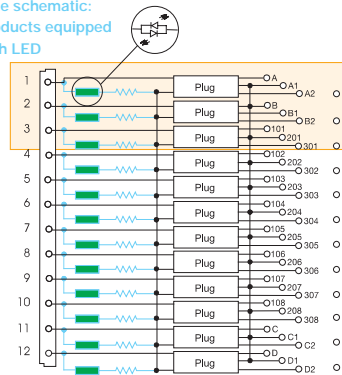 e schematic:
ducts equipped
h LED
1 Plug A A1 A2
2 Plug B B1 B2
3 Plug 101 201 301
4 Plug 102 202 302
5 Plug 103 203 303
6 Plug 104 204 304
7 Plug 105 205 305
8 Plug 106 206 306
9 Plug 107 207 307
10 Plug 108 208 308
11 Plug C C1 C2
12 Plug D D1 D2